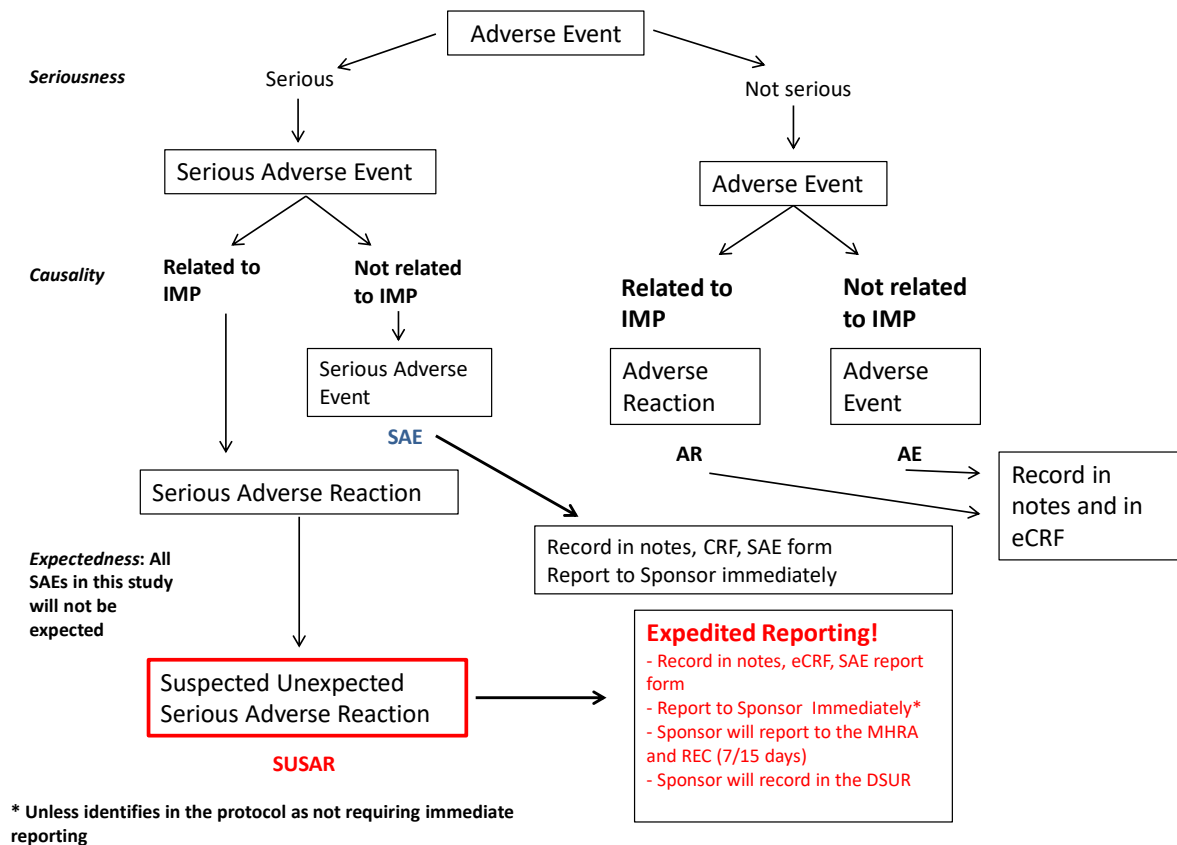 Adverse Event
Seriousness
Serious
Not serious
Serious Adverse Event
Adverse Event
Causality
Related to
IMP
Not related
to IMP
Related to
IMP
Not related
to IMP
Serious Adverse
Event
Adverse
Reaction
Adverse
Event
SAE
AR
AE
Serious Adverse Reaction
Record in
notes and in
eCRF
Record in notes, CRF, SAE form
Report to Sponsor immediately
Expectedness: All
SAEs in this study
will not be
expected
Suspected Unexpected
Serious Adverse Reaction
SUSAR
Expedited Reporting!
- Record in notes, eCRF, SAE report
form
- Report to Sponsor Immediately*
- Sponsor will report to the MHRA
and REC (7/15 days)
- Sponsor will record in the DSUR
* Unless identifies in the protocol as not requiring immediate
reporting